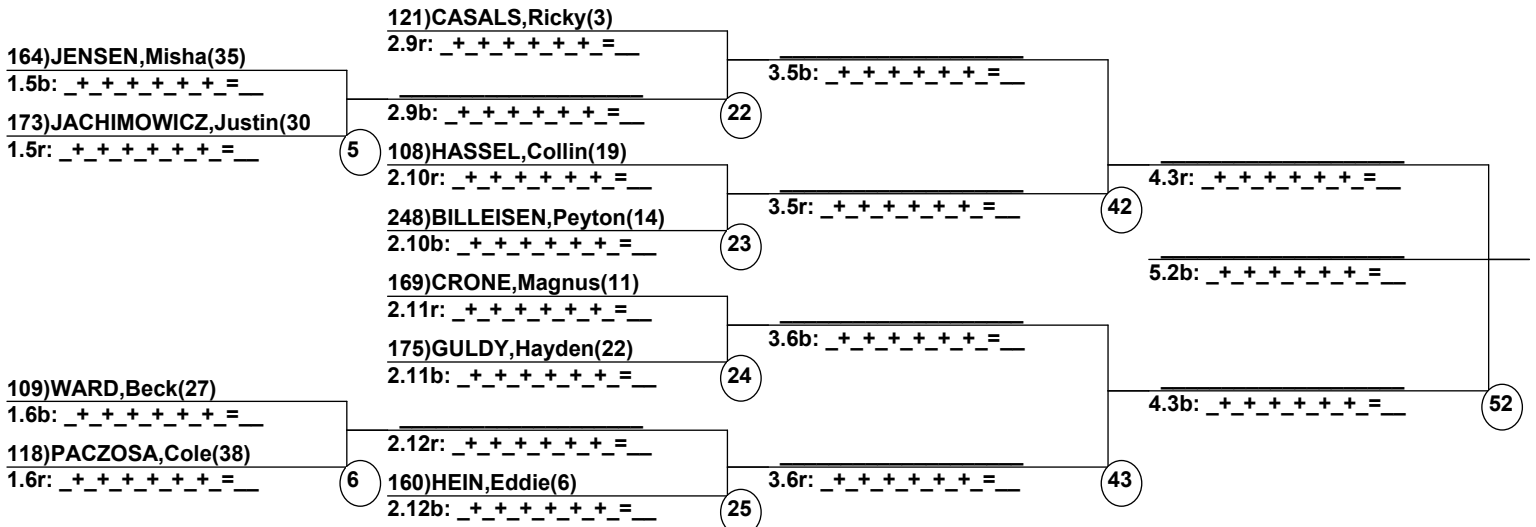 121)CASALS,Ricky(3)
2.9r: _+_+_+_+_+_=__
164)JENSEN,Misha(35)
1.5b: _+_+_+_+_+_=__
3.5b: _+_+_+_+_+_=__
2.9b: _+_+_+_+_+_=__
22
173)JACHIMOWICZ,Justin(30
1.5r: _+_+_+_+_+_=__
5
108)HASSEL,Collin(19)
2.10r: _+_+_+_+_+_=__
4.3r: _+_+_+_+_+_=__
3.5r: _+_+_+_+_+_=__
42
248)BILLEISEN,Peyton(14)
2.10b: _+_+_+_+_+_=__
23
5.2b: _+_+_+_+_+_=__
169)CRONE,Magnus(11)
2.11r: _+_+_+_+_+_=__
3.6b: _+_+_+_+_+_=__
175)GULDY,Hayden(22)
2.11b: _+_+_+_+_+_=__
24
109)WARD,Beck(27)
1.6b: _+_+_+_+_+_=__
4.3b: _+_+_+_+_+_=__
52
2.12r: _+_+_+_+_+_=__
118)PACZOSA,Cole(38)
1.6r: _+_+_+_+_+_=__
6
3.6r: _+_+_+_+_+_=__
43
160)HEIN,Eddie(6)
2.12b: _+_+_+_+_+_=__
25